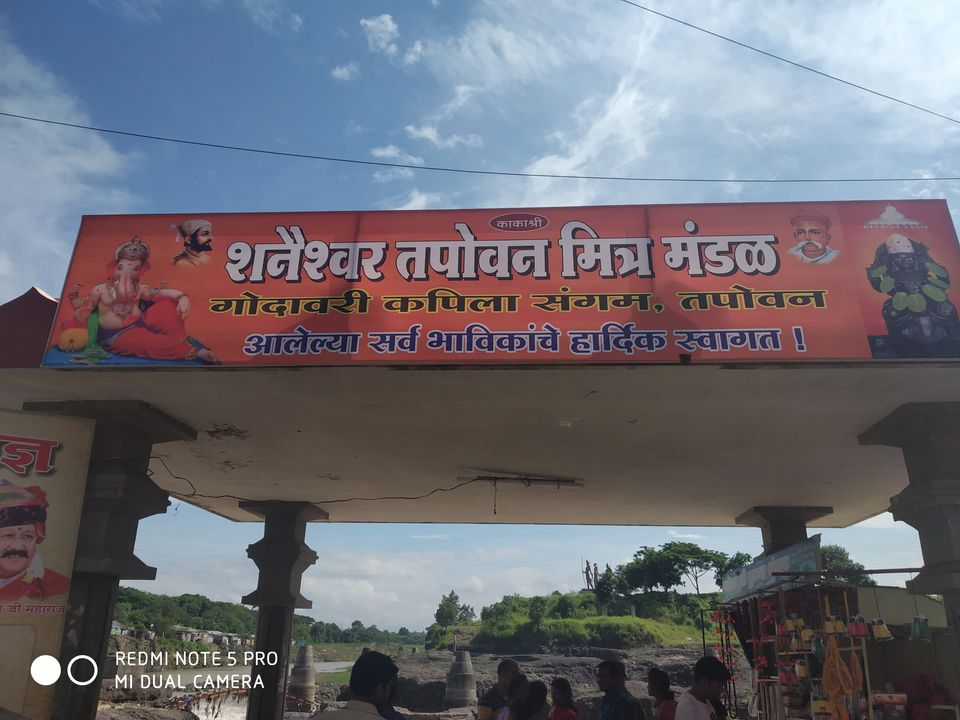 काकाश्री
शनैश्वर तपोवन मित्र मंडळ
गोदावरी कपिला संगम, तपोवन
आलेल्या सर्व भाविकांचे हार्दिक स्वागत !
जी महाराज
REDMI NOTE 5 PRO
MI DUAL CAMERA